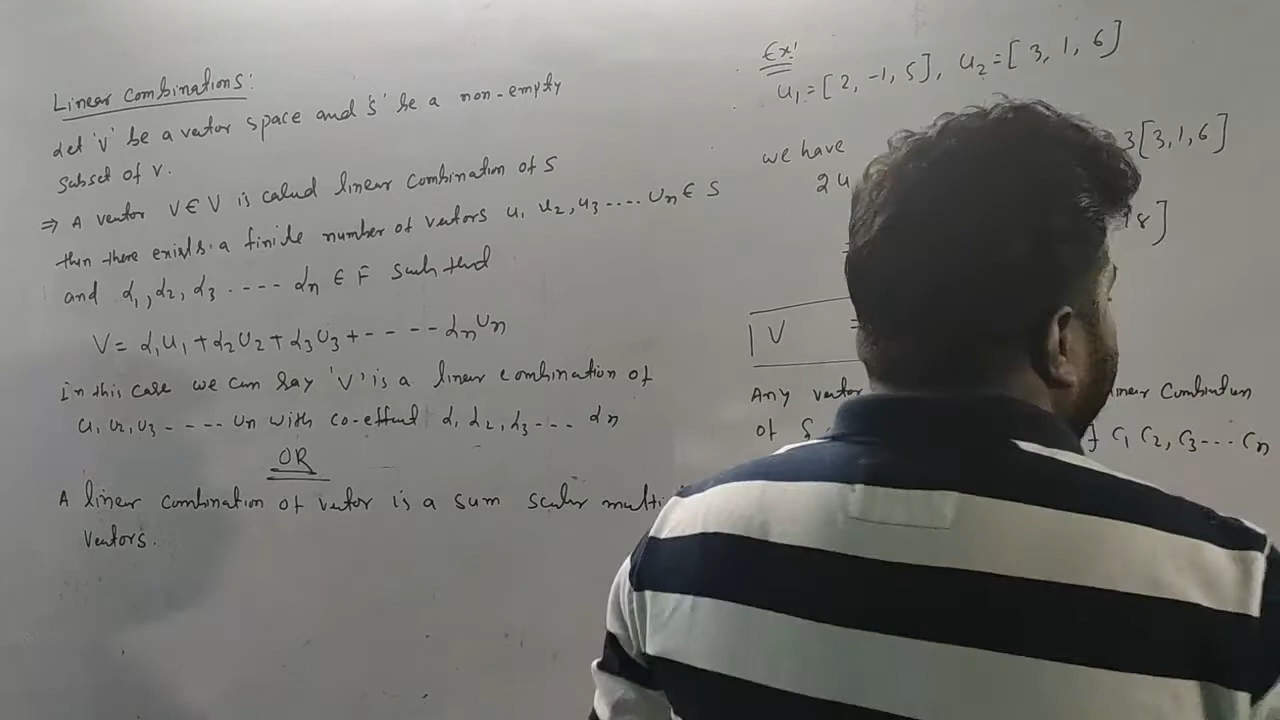 Linear Combinations:
Let 'V' be a vector space and 'S' be a non-empty
subset of V.
⇒ A vector V∈V is called linear combination of S
then there exists a finite number of vectors u₁ u₂, u₃ .... uₙ ∈ S
and α₁, α₂, α₃ ..... αₙ ∈ F such that
V = α₁u₁ + α₂u₂ + α₃u₃ + ---- αₙuₙ
in this case we can say 'V' is a linear combination of
u₁ u₂, u₃ ----- uₙ with α₁ α₂, α₃ --- αₙ
OR
A linear combination of vector is a sum scalar multi
vectors.
Ex:
u₁ = [2, -1, 5], u₂ = [3, 1, 6]
we have
2u 3[3, 1, 6]
18]
V =
Any vector linear Combination
of S c₁ c₂, c₃ --- cₙ